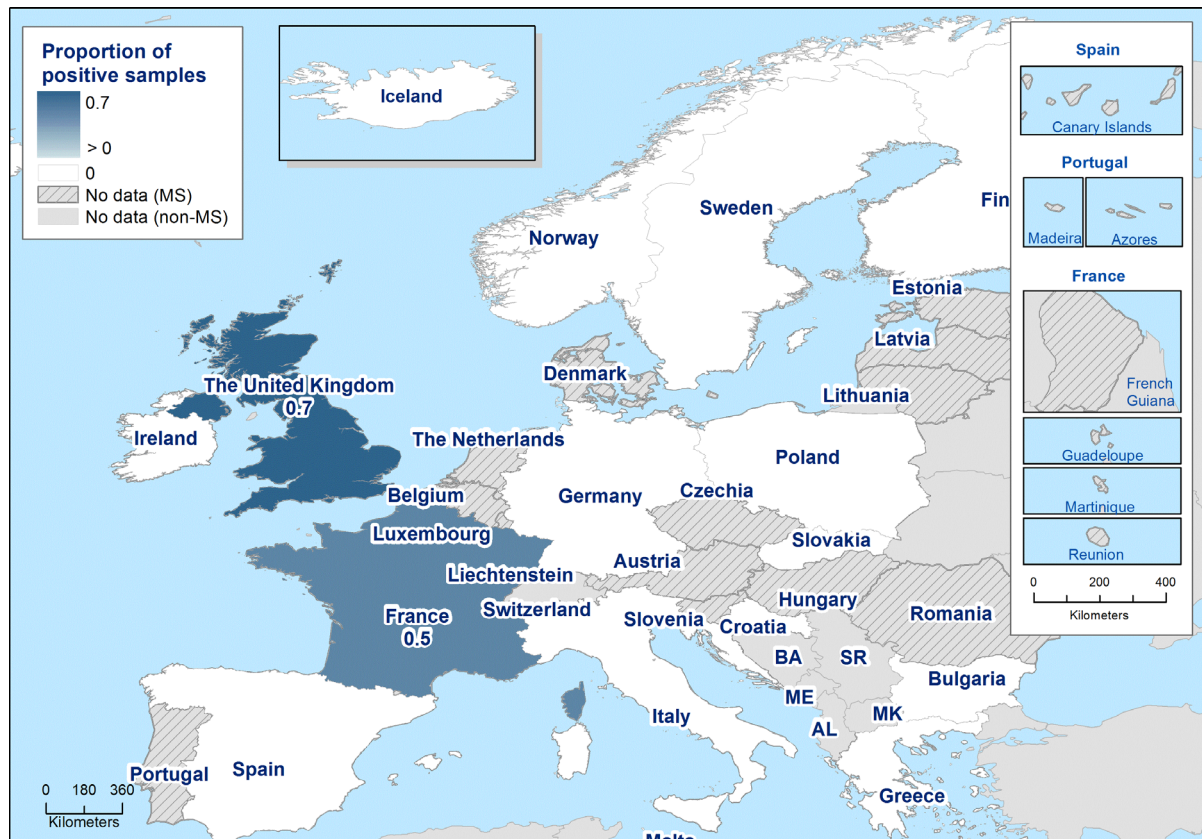 Proportion of
positive samples
0.7
> 0
0
No data (MS)
No data (non-MS)
Iceland
Spain
Canary Islands
Portugal
Madeira
Azores
France
French
Guiana
Guadeloupe
Martinique
Reunion
0 200 400
Kilometers
Sweden
Fin
Norway
Estonia
Latvia
Denmark
Lithuania
The United Kingdom
0.7
Ireland
The Netherlands
Poland
Belgium
Germany
Czechia
Luxembourg
Slovakia
Austria
Liechtenstein
Hungary
Switzerland
France
0.5
Slovenia
Croatia
Romania
BA
SR
Bulgaria
ME
MK
Italy
AL
Portugal
Spain
Greece
0 180 360
Kilometers